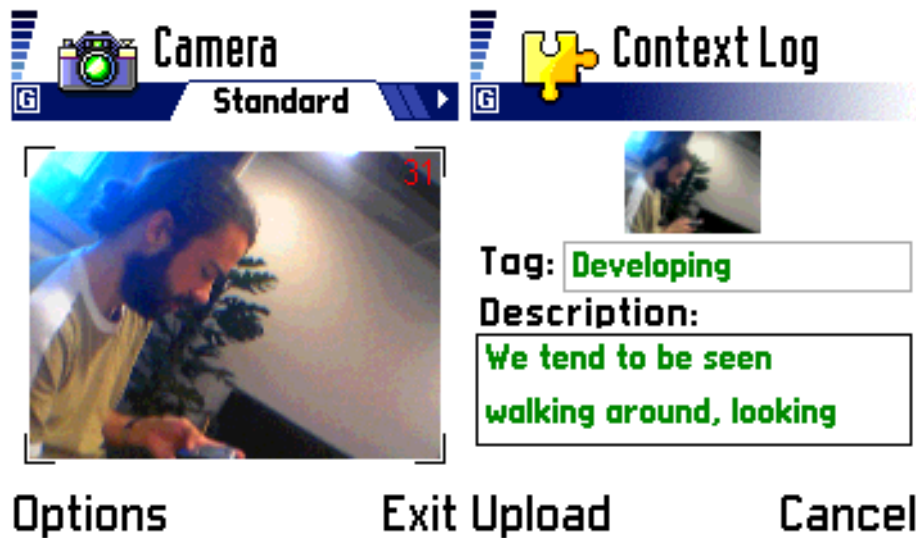 Camera
G
Standard
31
Options
Exit
Context Log
G
Tag: Developing
Description:
We tend to be seen
walking around, looking
Upload
Cancel